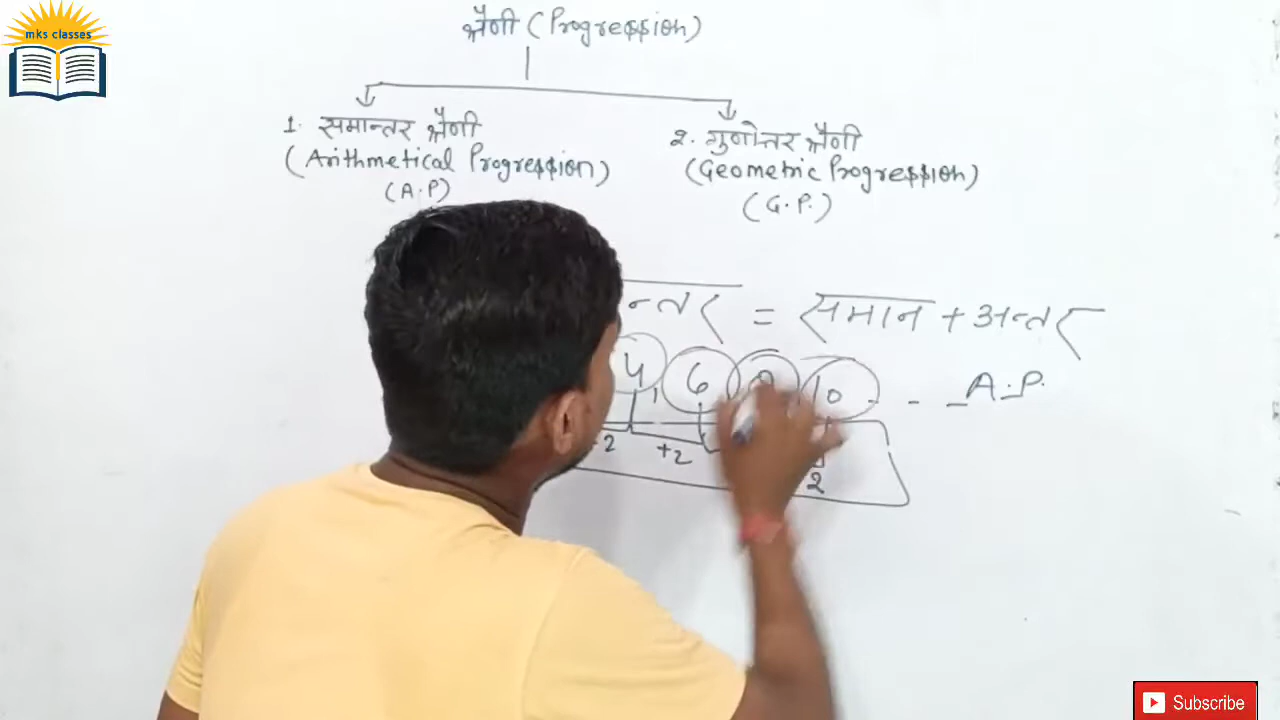 mks classes
श्रेणी (Progression)
1. समान्तर श्रेणी
(Arithmetical Progression)
(A.P)
2. गुणोत्तर श्रेणी
(Geometric Progression)
(G.P.)
न्तर = समान + अन्तर
4, 6 10 - - - A.P.
2 +2 2
Subscribe